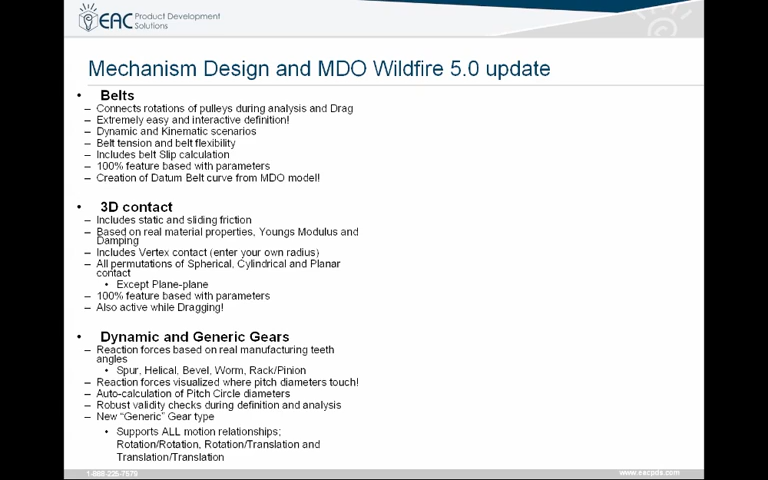 EAC Product Development
Solutions
Mechanism Design and MDO Wildfire 5.0 update
• Belts
– Connects rotations of pulleys during analysis and Drag
– Extremely easy and interactive definition!
– Dynamic and Kinematic scenarios
– Belt tension and belt flexibility
– Includes belt Slip calculation
– 100% feature based with parameters
– Creation of Datum Belt curve from MDO model!
• 3D contact
– Includes static and sliding friction
– Based on real material properties, Youngs Modulus and
Damping
– Includes Vertex contact (enter your own radius)
– All permutations of Spherical, Cylindrical and Planar
contact
• Except Plane-plane
– 100% feature based with parameters
– Also active while Dragging!
• Dynamic and Generic Gears
– Reaction forces based on real manufacturing teeth
angles
• Spur, Helical, Bevel, Worm, Rack/Pinion
– Reaction forces visualized where pitch diameters touch!
– Auto-calculation of Pitch Circle diameters
– Robust validity checks during definition and analysis
– New “Generic” Gear type
• Supports ALL motion relationships;
Rotation/Rotation, Rotation/Translation and
Translation/Translation
1-888-225-7579
www.eacpds.com